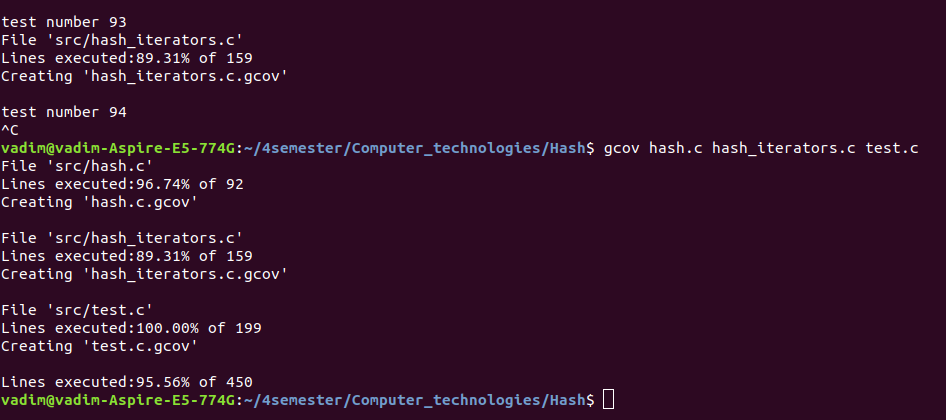 test number 93
File 'src/hash_iterators.c'
Lines executed:89.31% of 159
Creating 'hash_iterators.c.gcov'
test number 94
^C
vadim@vadim-Aspire-E5-774G:~/4semester/Computer_technologies/Hash$ gcov hash.c hash_iterators.c test.c
File 'src/hash.c'
Lines executed:96.74% of 92
Creating 'hash.c.gcov'
File 'src/hash_iterators.c'
Lines executed:89.31% of 159
Creating 'hash_iterators.c.gcov'
File 'src/test.c'
Lines executed:100.00% of 199
Creating 'test.c.gcov'
Lines executed:95.56% of 450
vadim@vadim-Aspire-E5-774G:~/4semester/Computer_technologies/Hash$